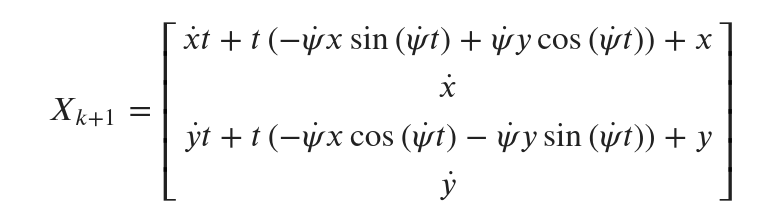 X_{k+1} = [ ẋt + t (−ψ̇x sin (ψ̇t) + ψ̇y cos (ψ̇t)) + x
ẋ
ẏt + t (−ψ̇x cos (ψ̇t) − ψ̇y sin (ψ̇t)) + y
ẏ ]